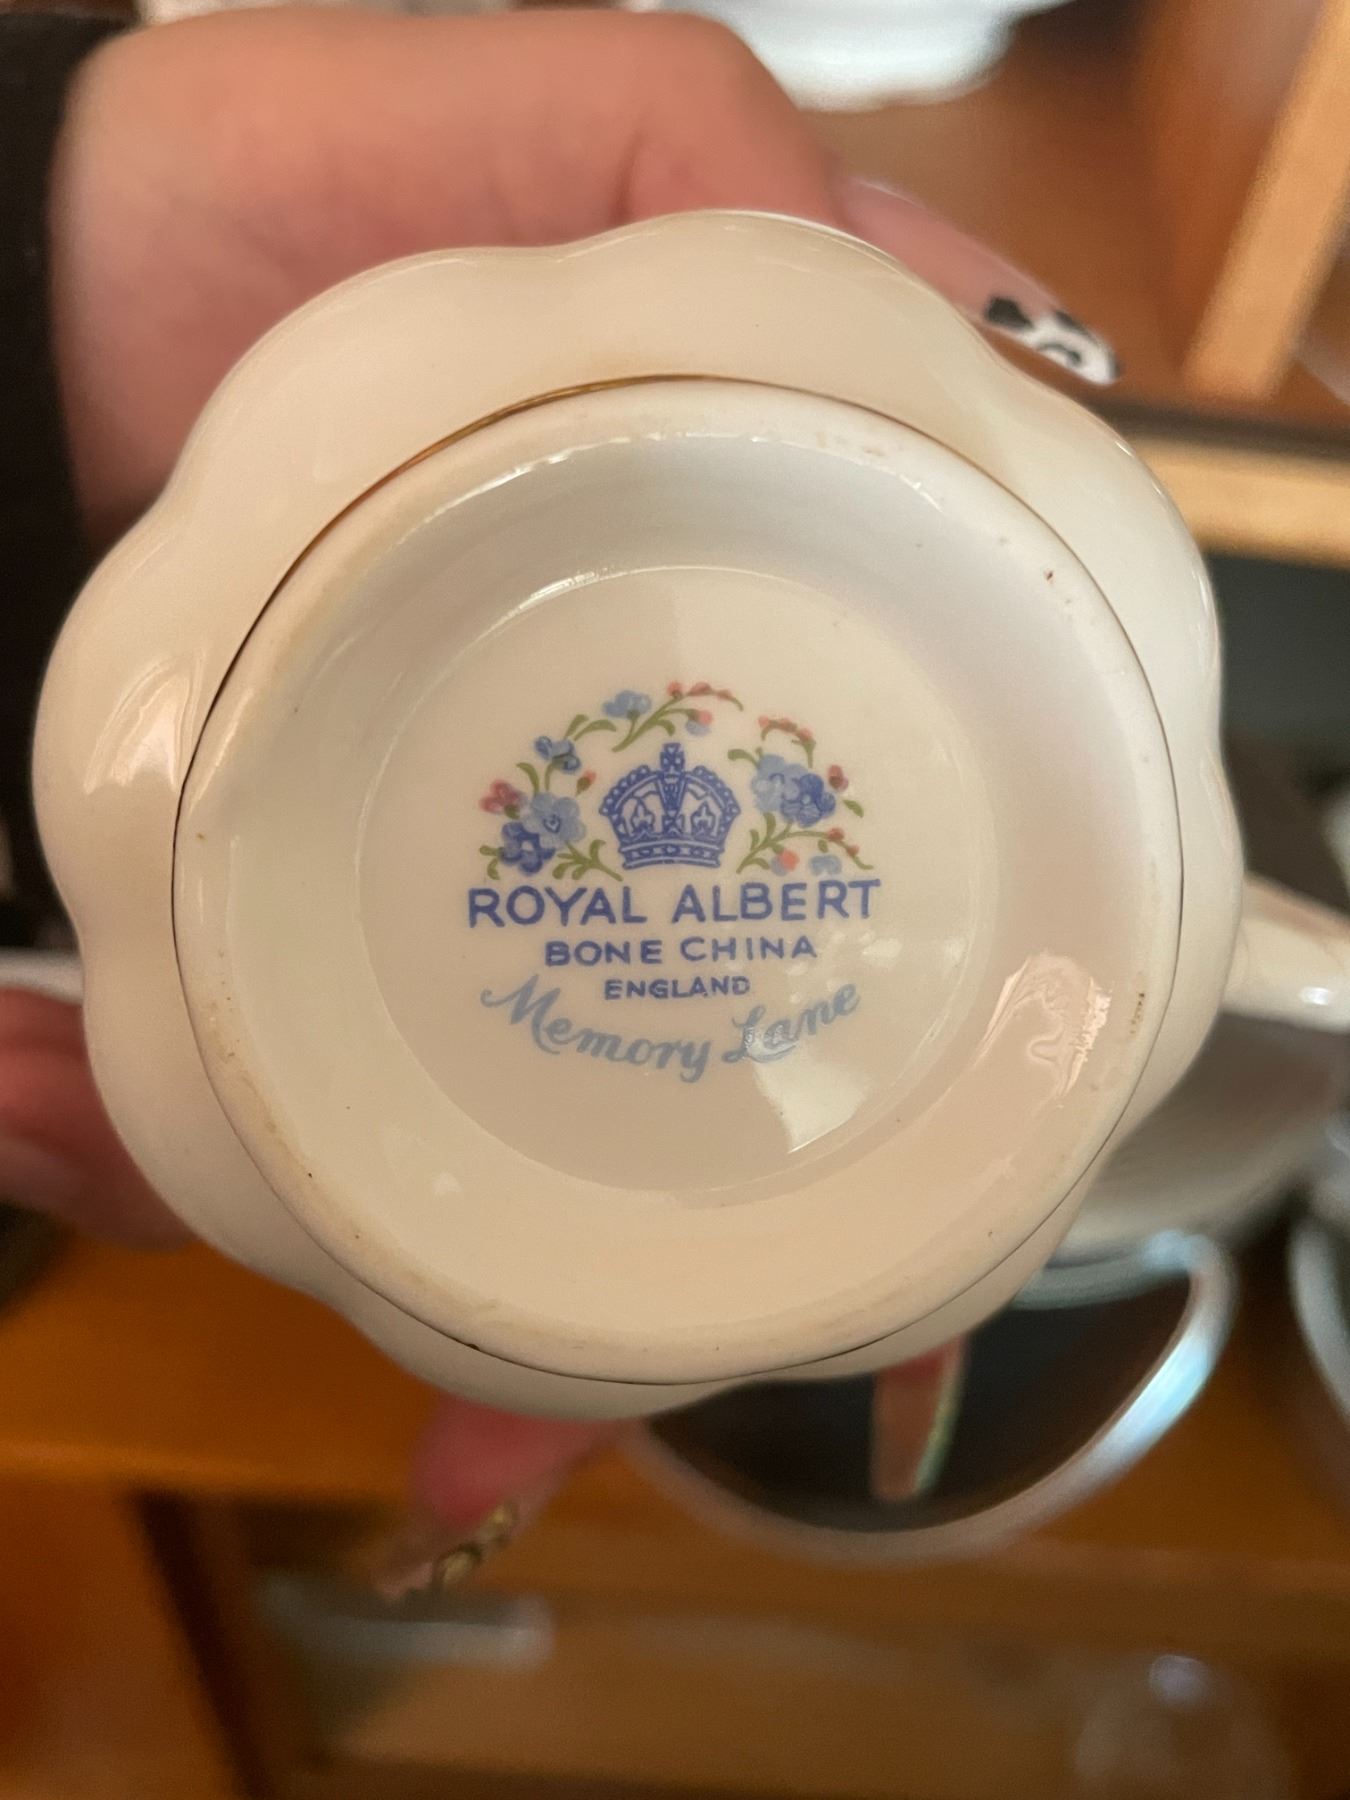 ROYAL ALBERT
BONE CHINA
ENGLAND
Memory Lane